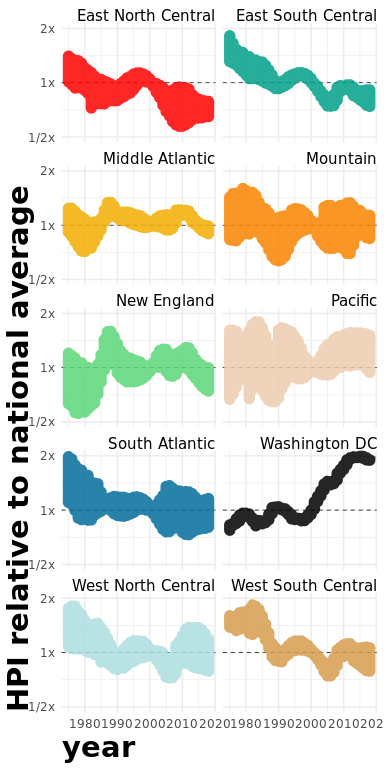 East North Central East South Central
2x
1x
1/2x
Middle Atlantic Mountain
2x
1x
1/2x
New England Pacific
2x
1x
1/2x
South Atlantic Washington DC
2x
1x
1/2x
West North Central West South Central
2x
1x
1/2x
HPI relative to national average
1980 1990 2000 2010 202 1980 1990 2000 2010 202
year